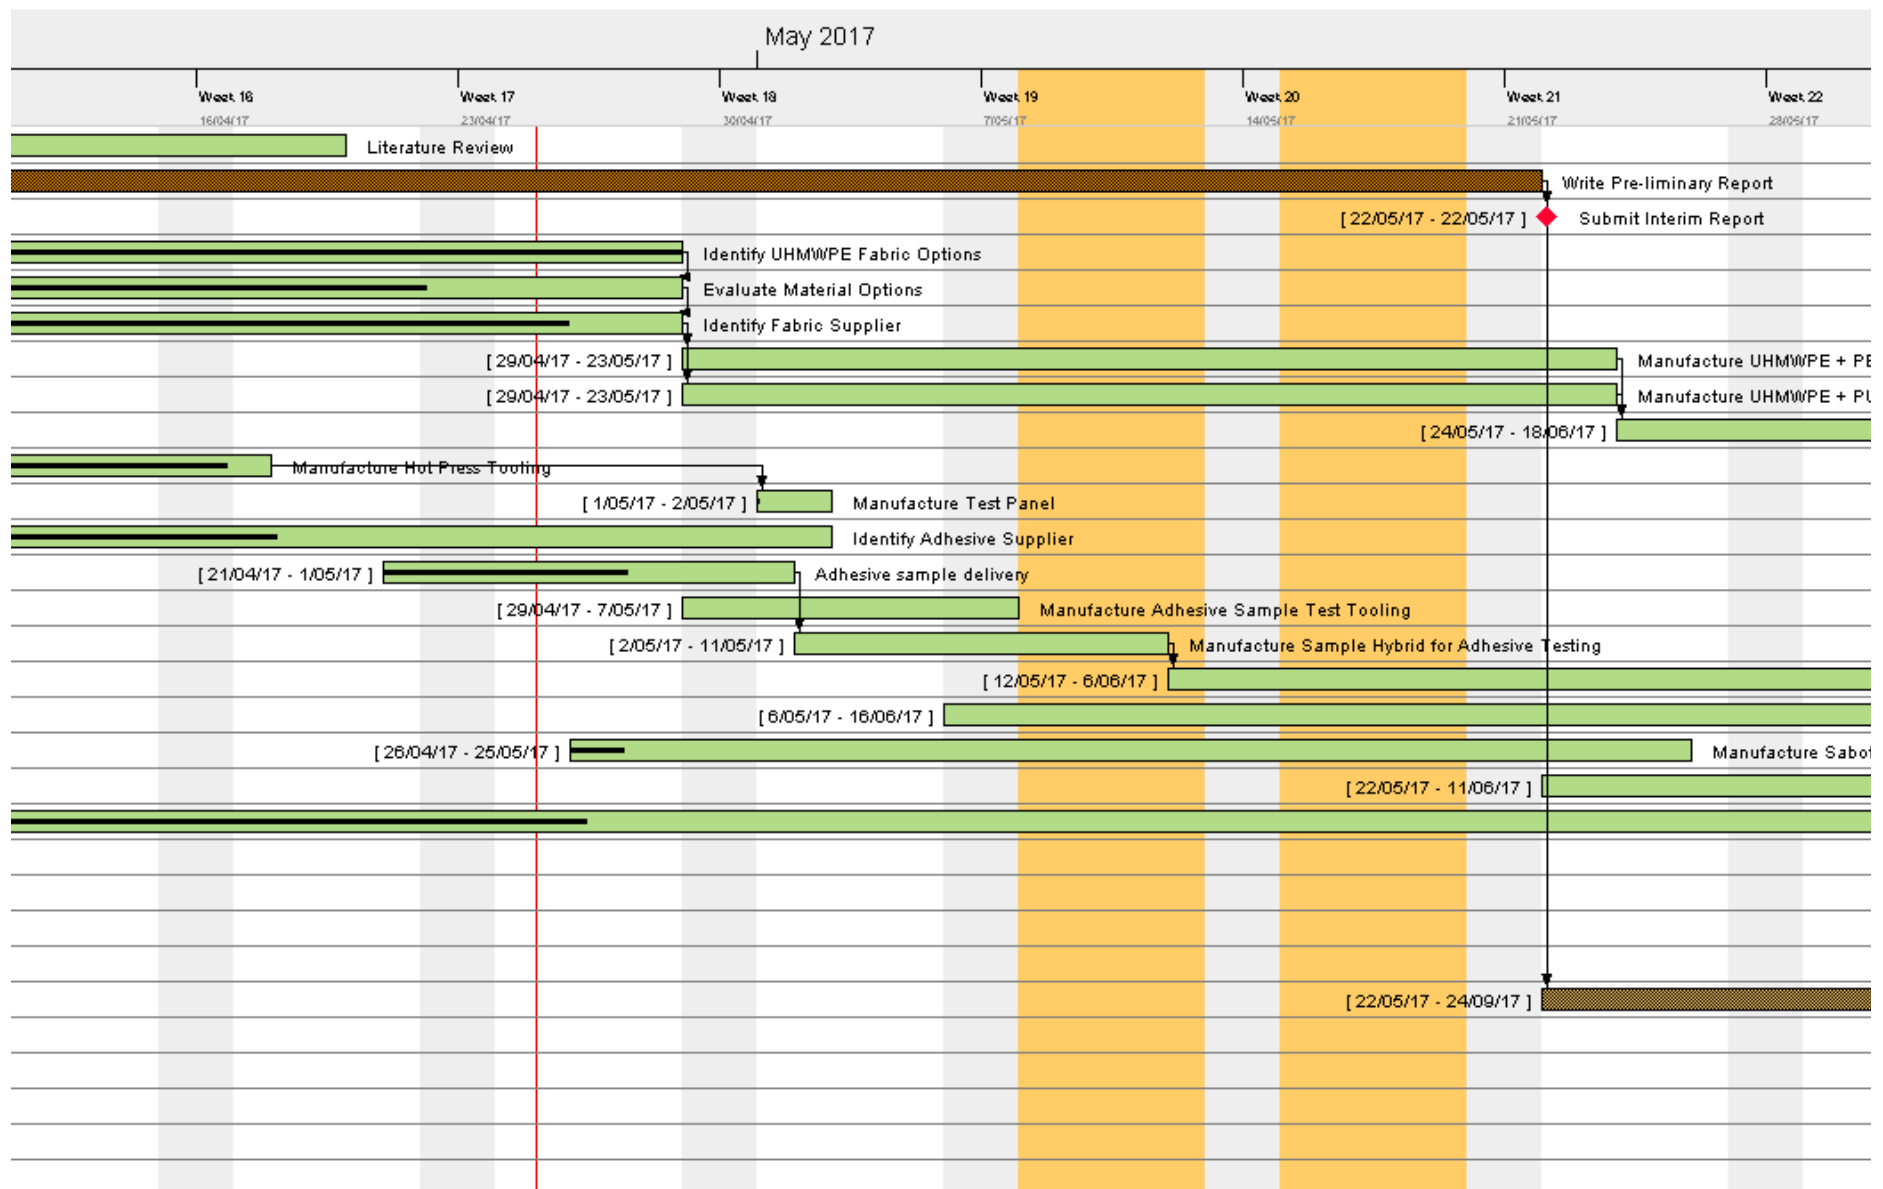 May 2017
Week 16
Week 17
Week 18
Week 19
Week 20
Week 21
Week 22
16/04/17
23/04/17
30/04/17
7/05/17
14/05/17
21/05/17
28/05/17
Literature Review
Write Pre-liminary Report
[ 22/05/17 - 22/05/17 ] Submit Interim Report
Identify UHMWPE Fabric Options
Evaluate Material Options
Identify Fabric Supplier
[ 29/04/17 - 23/05/17 ] Manufacture UHMWPE + PE
[ 29/04/17 - 23/05/17 ] Manufacture UHMWPE + PU
[ 24/05/17 - 18/06/17 ]
Manufacture Hot Press Tooling
[ 1/05/17 - 2/05/17 ] Manufacture Test Panel
Identify Adhesive Supplier
[ 21/04/17 - 1/05/17 ] Adhesive sample delivery
[ 29/04/17 - 7/05/17 ] Manufacture Adhesive Sample Test Tooling
[ 2/05/17 - 11/05/17 ] Manufacture Sample Hybrid for Adhesive Testing
[ 12/05/17 - 6/06/17 ]
[ 6/05/17 - 16/06/17 ]
[ 26/04/17 - 25/05/17 ] Manufacture Sabot
[ 22/05/17 - 11/06/17 ]
[ 22/05/17 - 24/09/17 ]